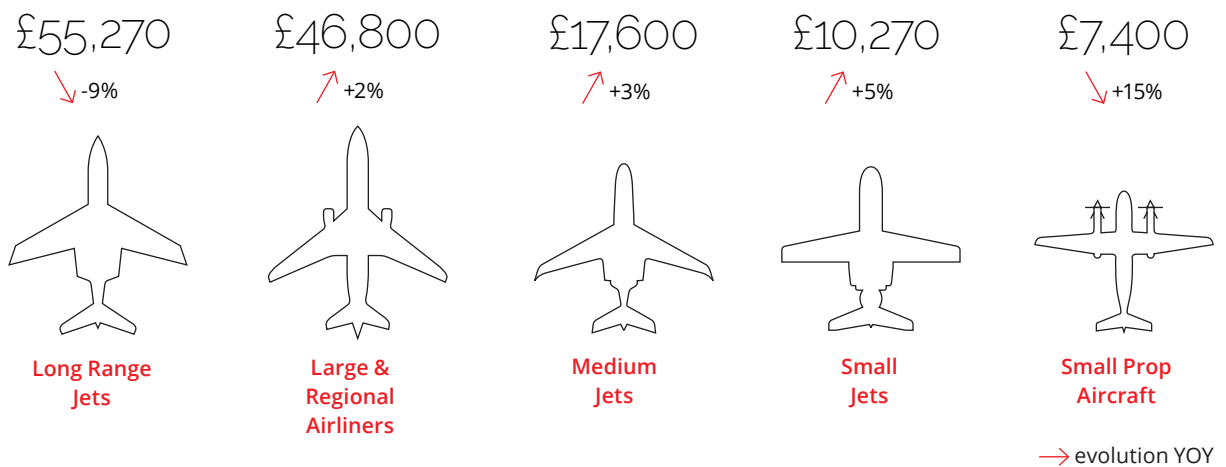 £55,270
-9%
Long Range
Jets
£46,800
+2%
Large &
Regional
Airliners
£17,600
+3%
Medium
Jets
£10,270
+5%
Small
Jets
£7,400
+15%
Small Prop
Aircraft
evolution YOY